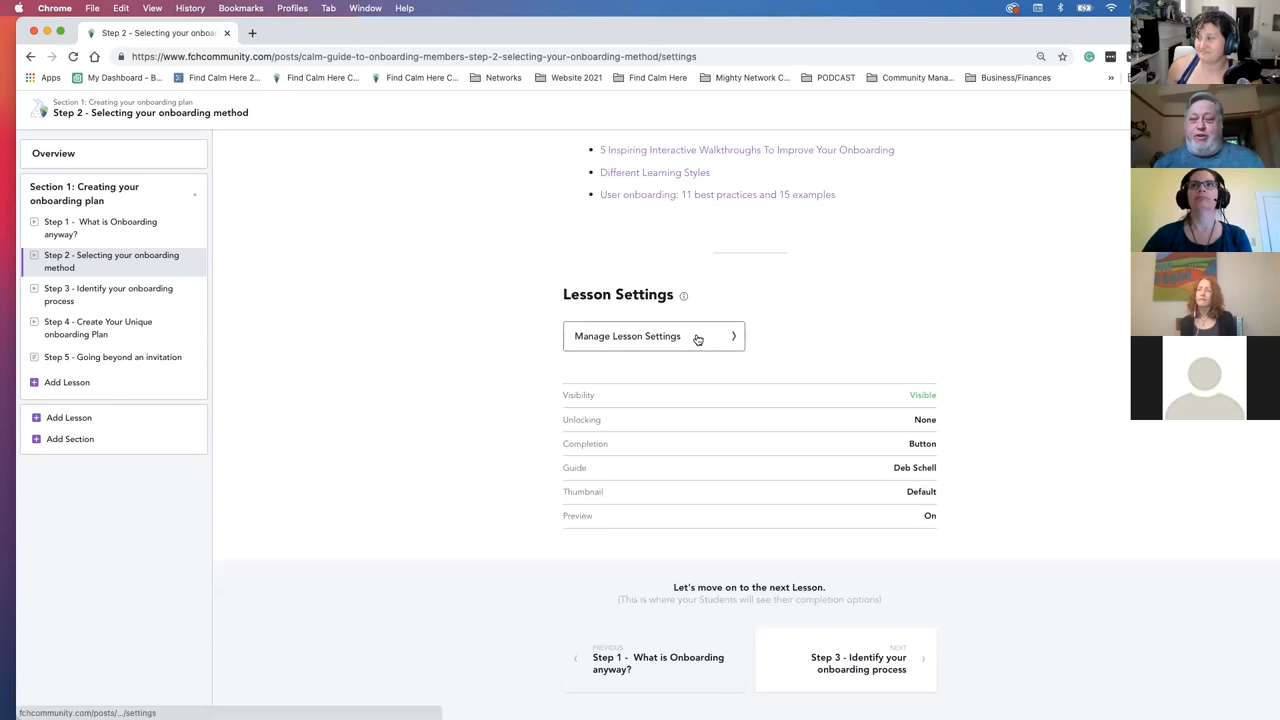 Chrome File Edit View History Bookmarks Profiles Tab Window Help
Step 2 - Selecting your onboa
https://www.fchcommunity.com/posts/calm-guide-to-onboarding-members-step-2-selecting-your-onboarding-method/settings
Apps My Dashboard - B... Find Calm Here 2... Find Calm Here C... Find Calm Here C... Networks Website 2021 Find Calm Here Mighty Network C... PODCAST Community Mana... Business/Finances »
Section 1: Creating your onboarding plan
Step 2 - Selecting your onboarding method
Overview
Section 1: Creating your
onboarding plan
Step 1 - What is Onboarding
anyway?
Step 2 - Selecting your onboarding
method
Step 3 - Identify your onboarding
process
Step 4 - Create Your Unique
onboarding Plan
Step 5 - Going beyond an invitation
Add Lesson
Add Lesson
Add Section
• 5 Inspiring Interactive Walkthroughs To Improve Your Onboarding
• Different Learning Styles
• User onboarding: 11 best practices and 15 examples
Lesson Settings
Manage Lesson Settings
Visibility Visible
Unlocking None
Completion Button
Guide Deb Schell
Thumbnail Default
Preview On
Let's move on to the next Lesson.
(This is where your Students will see their completion options)
PREVIOUS
Step 1 - What is Onboarding
anyway?
NEXT
Step 3 - Identify your
onboarding process
fchcommunity.com/posts/.../settings